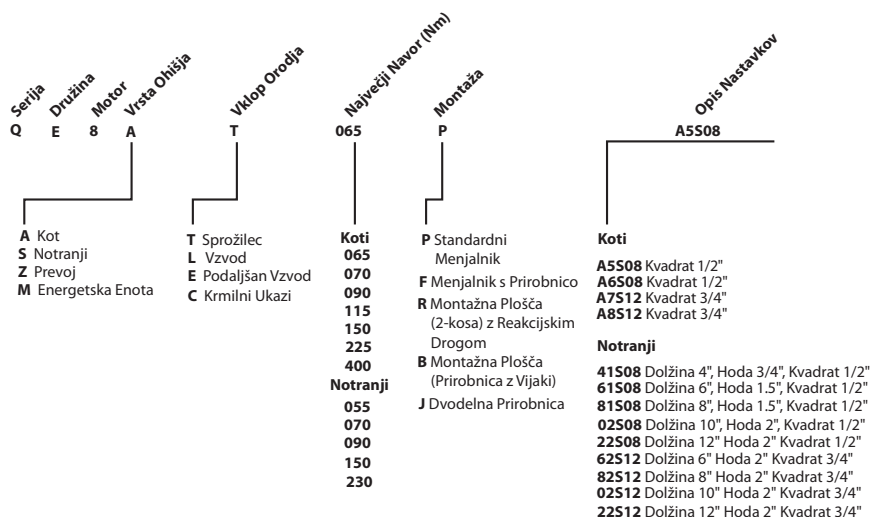 Serija
Družina
Motor
Vrsta Ohišja
Vklop Orodja
Največji Navor (Nm)
Montaža
Opis Nastavkov
Q E 8 A T 065 P A5S08
A Kot
S Notranji
Z Prevoj
M Energetska Enota
T Sprožilec
L Vzvod
E Podaljšan Vzvod
C Krmilni Ukazi
Koti
065
070
090
115
150
225
400
Notranji
055
070
090
150
230
P Standardni
Menjalnik
F Menjalnik s Prirobnico
R Montažna Plošča
(2-kosa) z Reakcijskim
Drogom
B Montažna Plošča
(Prirobnica z Vijaki)
J Dvodelna Prirobnica
Koti
A5S08 Kvadrat 1/2"
A6S08 Kvadrat 1/2"
A7S12 Kvadrat 3/4"
A8S12 Kvadrat 3/4"
Notranji
41S08 Dolžina 4", Hoda 3/4", Kvadrat 1/2"
61S08 Dolžina 6", Hoda 1.5", Kvadrat 1/2"
81S08 Dolžina 8", Hoda 1.5", Kvadrat 1/2"
02S08 Dolžina 10", Hoda 2", Kvadrat 1/2"
22S08 Dolžina 12" Hoda 2" Kvadrat 1/2"
62S12 Dolžina 6" Hoda 2" Kvadrat 3/4"
82S12 Dolžina 8" Hoda 2" Kvadrat 3/4"
02S12 Dolžina 10" Hoda 2" Kvadrat 3/4"
22S12 Dolžina 12" Hoda 2" Kvadrat 3/4"